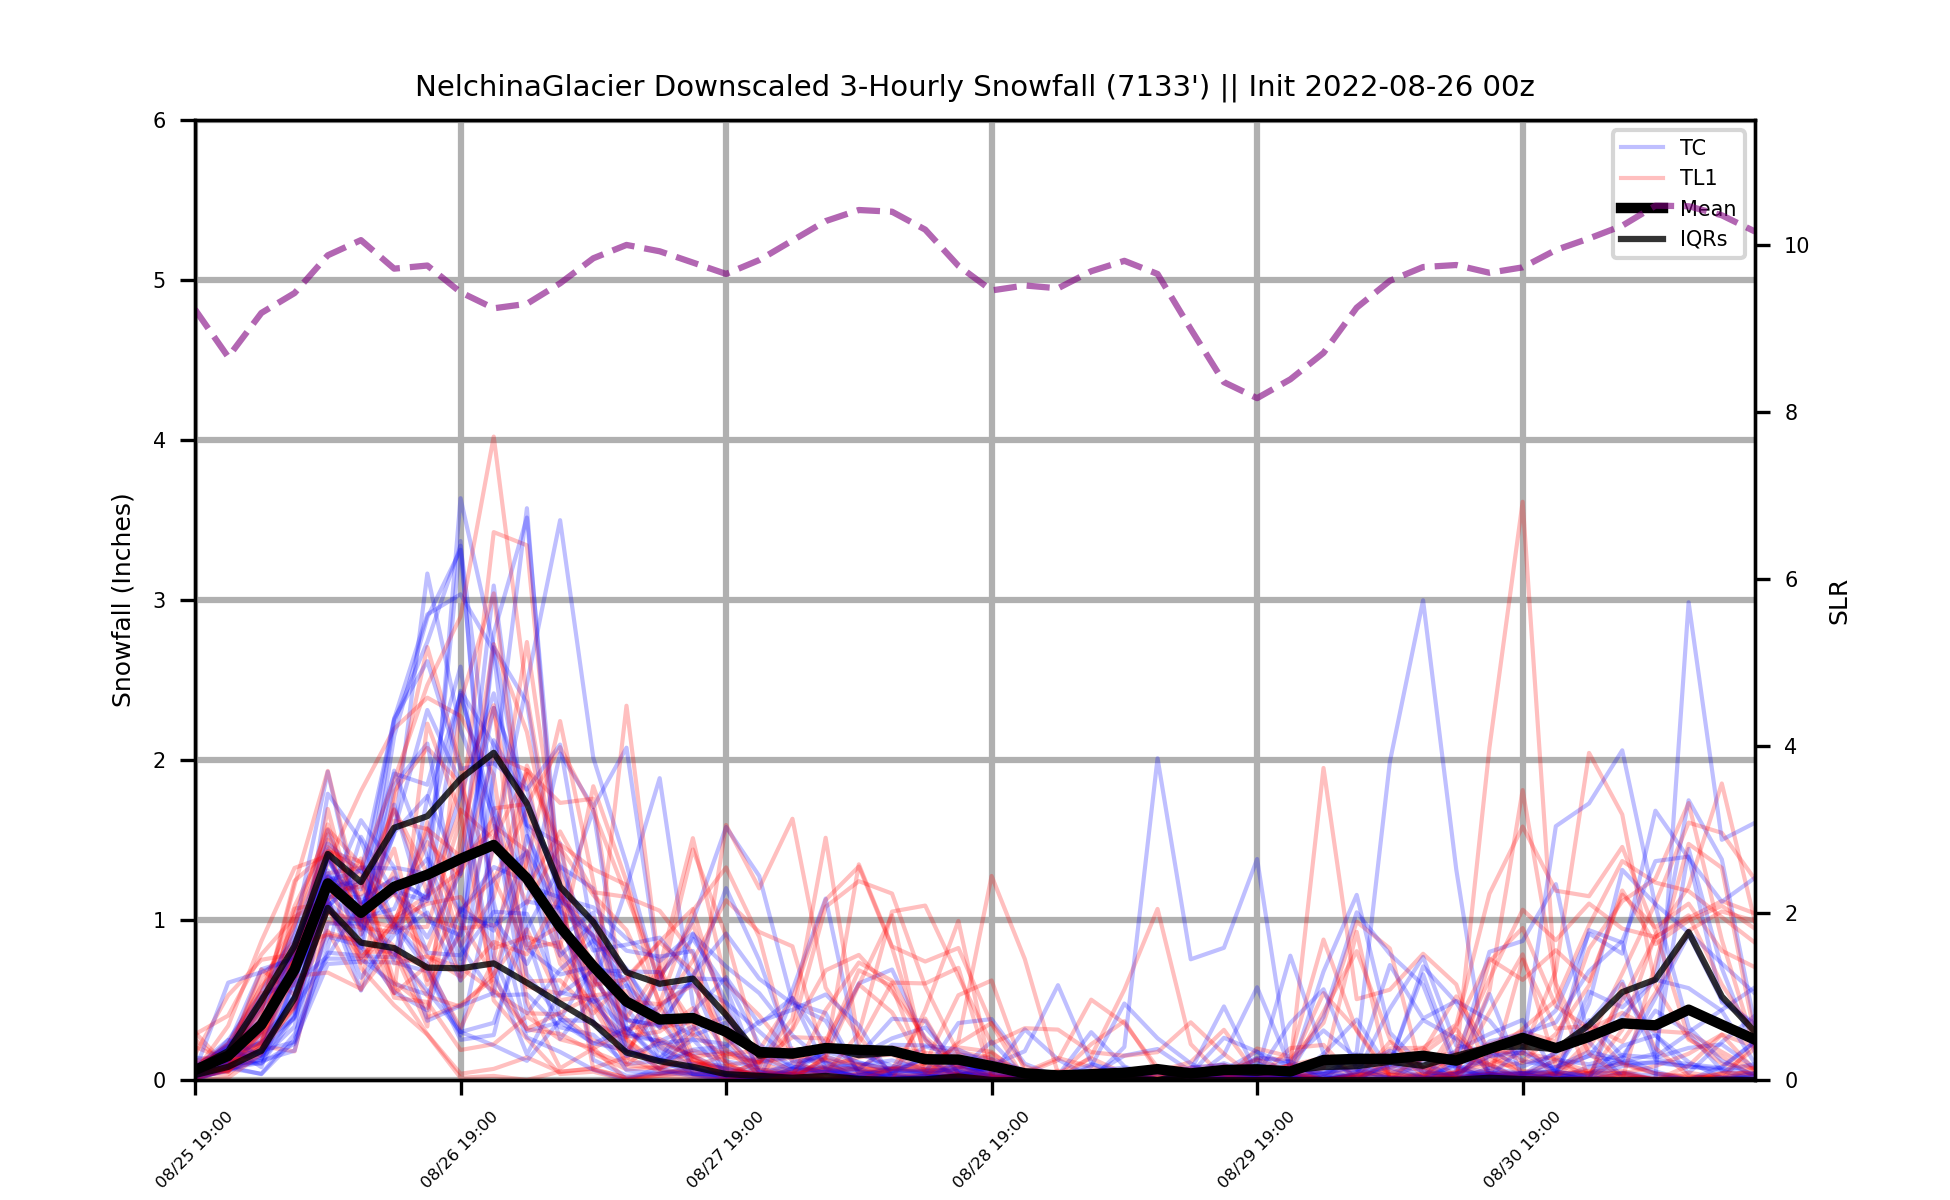 NelchinaGlacier Downscaled 3-Hourly Snowfall (7133') || Init 2022-08-26 00z
6
5
4
3
2
1
0
Snowfall (Inches)
TC
TL1
Mean
IQRs
10
8
6
4
2
0
SLR
08/25 19:00
08/26 19:00
08/27 19:00
08/28 19:00
08/29 19:00
08/30 19:00